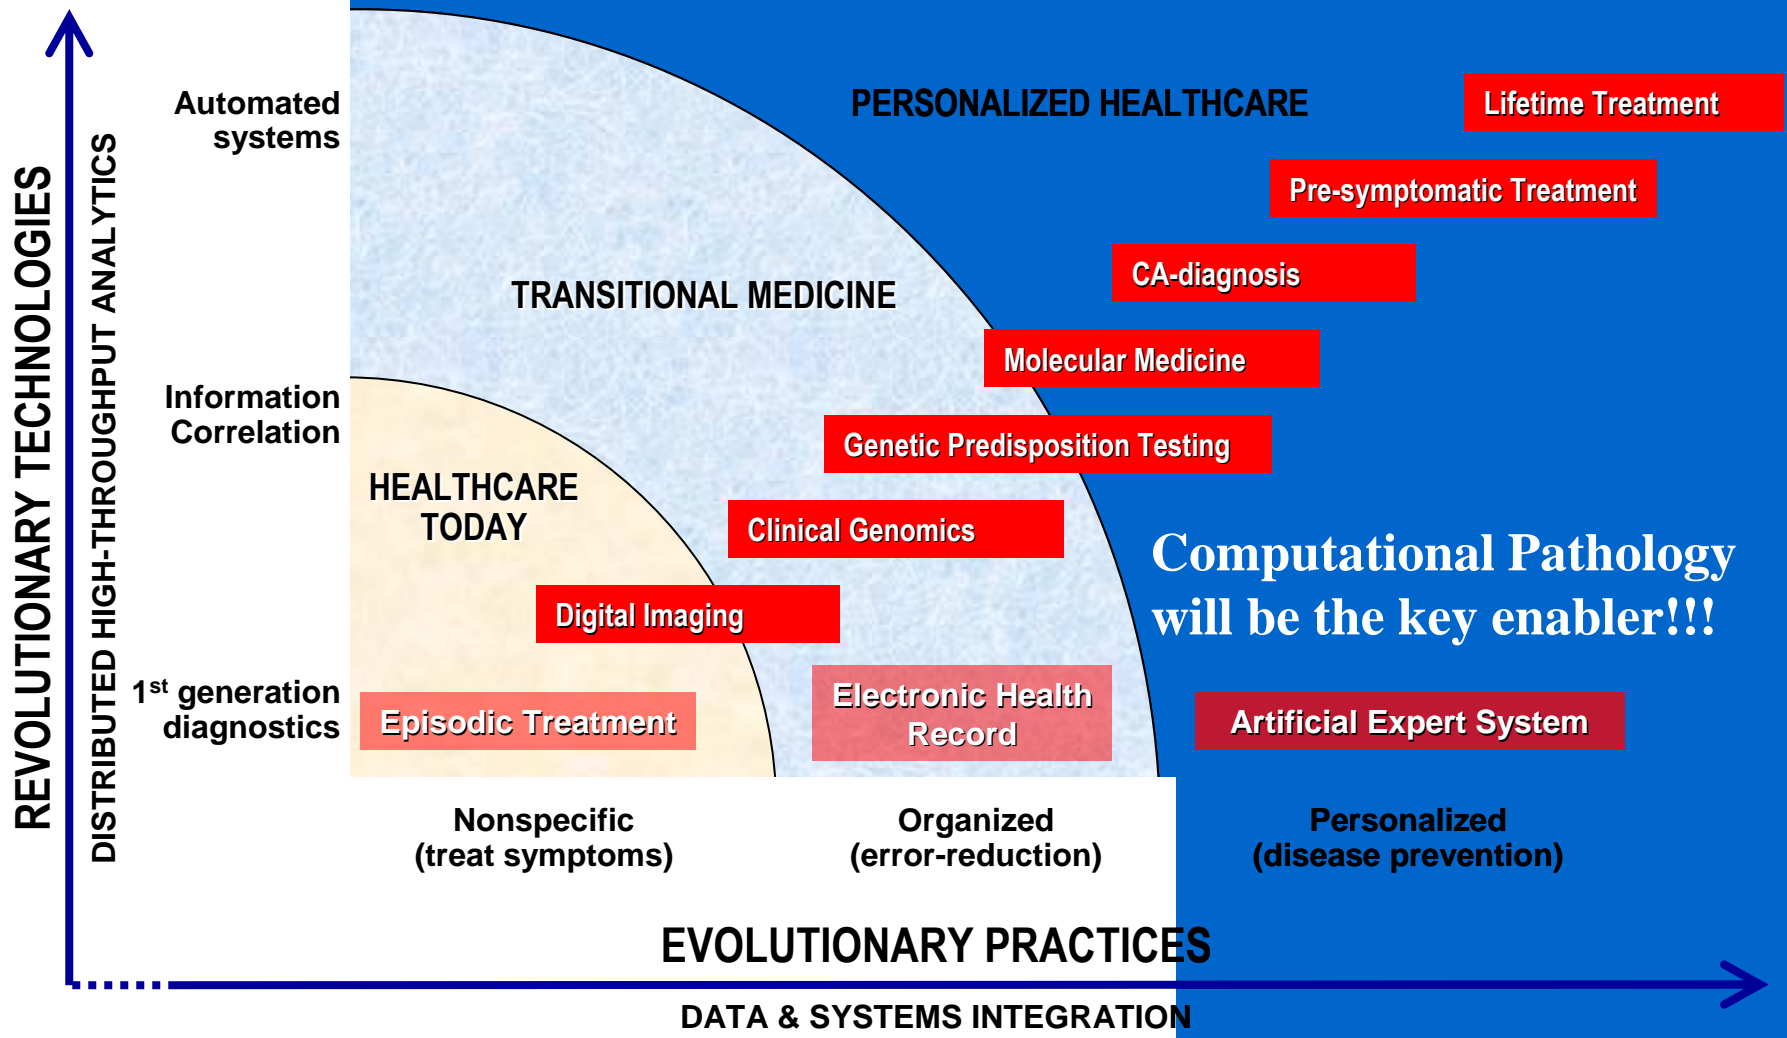 REVOLUTIONARY TECHNOLOGIES
DISTRIBUTED HIGH-THROUGHPUT ANALYTICS
Automated
systems
Information
Correlation
1st generation
diagnostics
PERSONALIZED HEALTHCARE
Lifetime Treatment
Pre-symptomatic Treatment
CA-diagnosis
TRANSITIONAL MEDICINE
Molecular Medicine
Genetic Predisposition Testing
HEALTHCARE
TODAY
Clinical Genomics
Computational Pathology
will be the key enabler!!!
Digital Imaging
Episodic Treatment
Electronic Health
Record
Artificial Expert System
Nonspecific
(treat symptoms)
Organized
(error-reduction)
Personalized
(disease prevention)
EVOLUTIONARY PRACTICES
DATA & SYSTEMS INTEGRATION